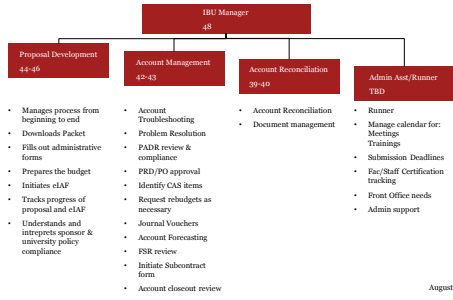 IBU Manager
48
Proposal Development
44-46
Account Management
42-43
Account Reconciliation
39-40
Admin Asst/Runner
TBD
• Manages process from
beginning to end
• Downloads Packet
• Fills out administrative
forms
• Prepares the budget
• Initiates eIAF
• Tracks progress of
proposal and eIAF
• Understands and
intreprets sponsor &
university policy
compliance
• Account
Troubleshooting
• Problem Resolution
• PADR review &
compliance
• PRD/PO approval
• Identify CAS items
• Request rebudgets as
necessary
• Journal Vouchers
• Account Forecasting
• FSR review
• Initiate Subcontract
form
• Account closeout review
• Account Reconciliation
• Document management
• Runner
• Manage calendar for:
Meetings
Trainings
• Submission Deadlines
• Fac/Staff Certification
tracking
• Front Office needs
• Admin support
August